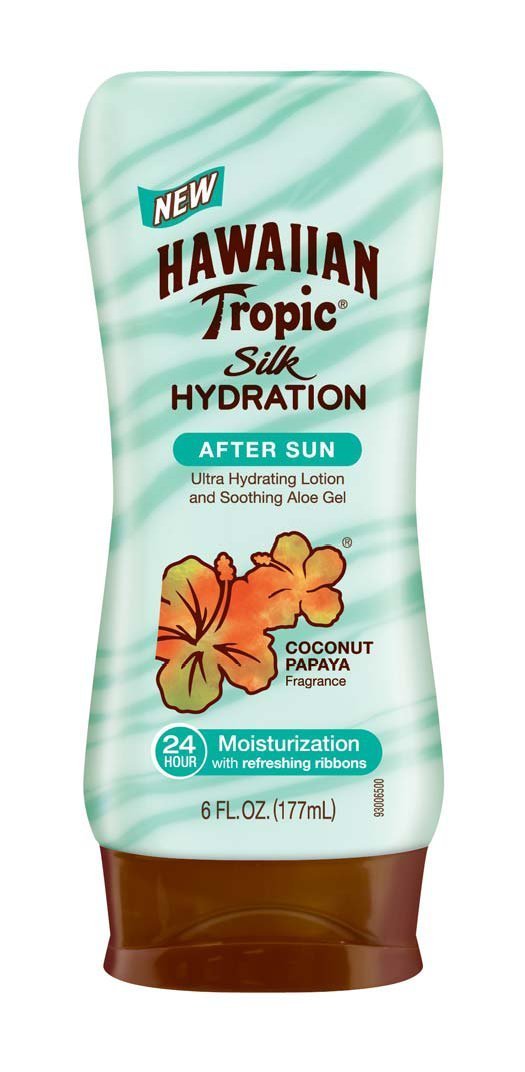 NEW
HAWAIIAN
Tropic®
Silk
HYDRATION
AFTER SUN
Ultra Hydrating Lotion
and Soothing Aloe Gel
®
COCONUT
PAPAYA
Fragrance
24
HOUR
Moisturization
with refreshing ribbons
6 FL. OZ. (177mL)
93006500